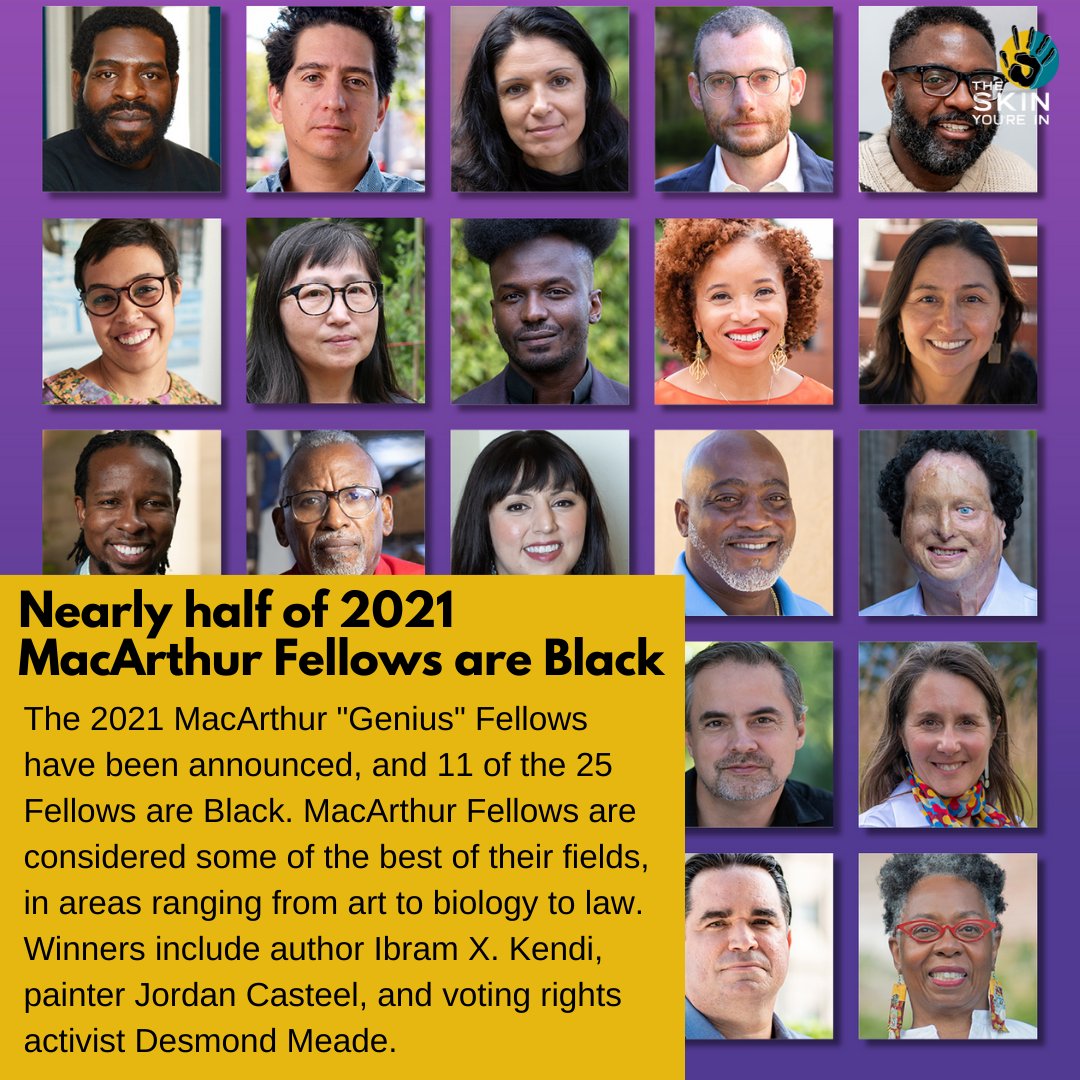 THE
SKIN
YOURE IN
Nearly half of 2021
MacArthur Fellows are Black
The 2021 MacArthur "Genius" Fellows
have been announced, and 11 of the 25
Fellows are Black. MacArthur Fellows are
considered some of the best of their fields,
in areas ranging from art to biology to law.
Winners include author Ibram X. Kendi,
painter Jordan Casteel, and voting rights
activist Desmond Meade.